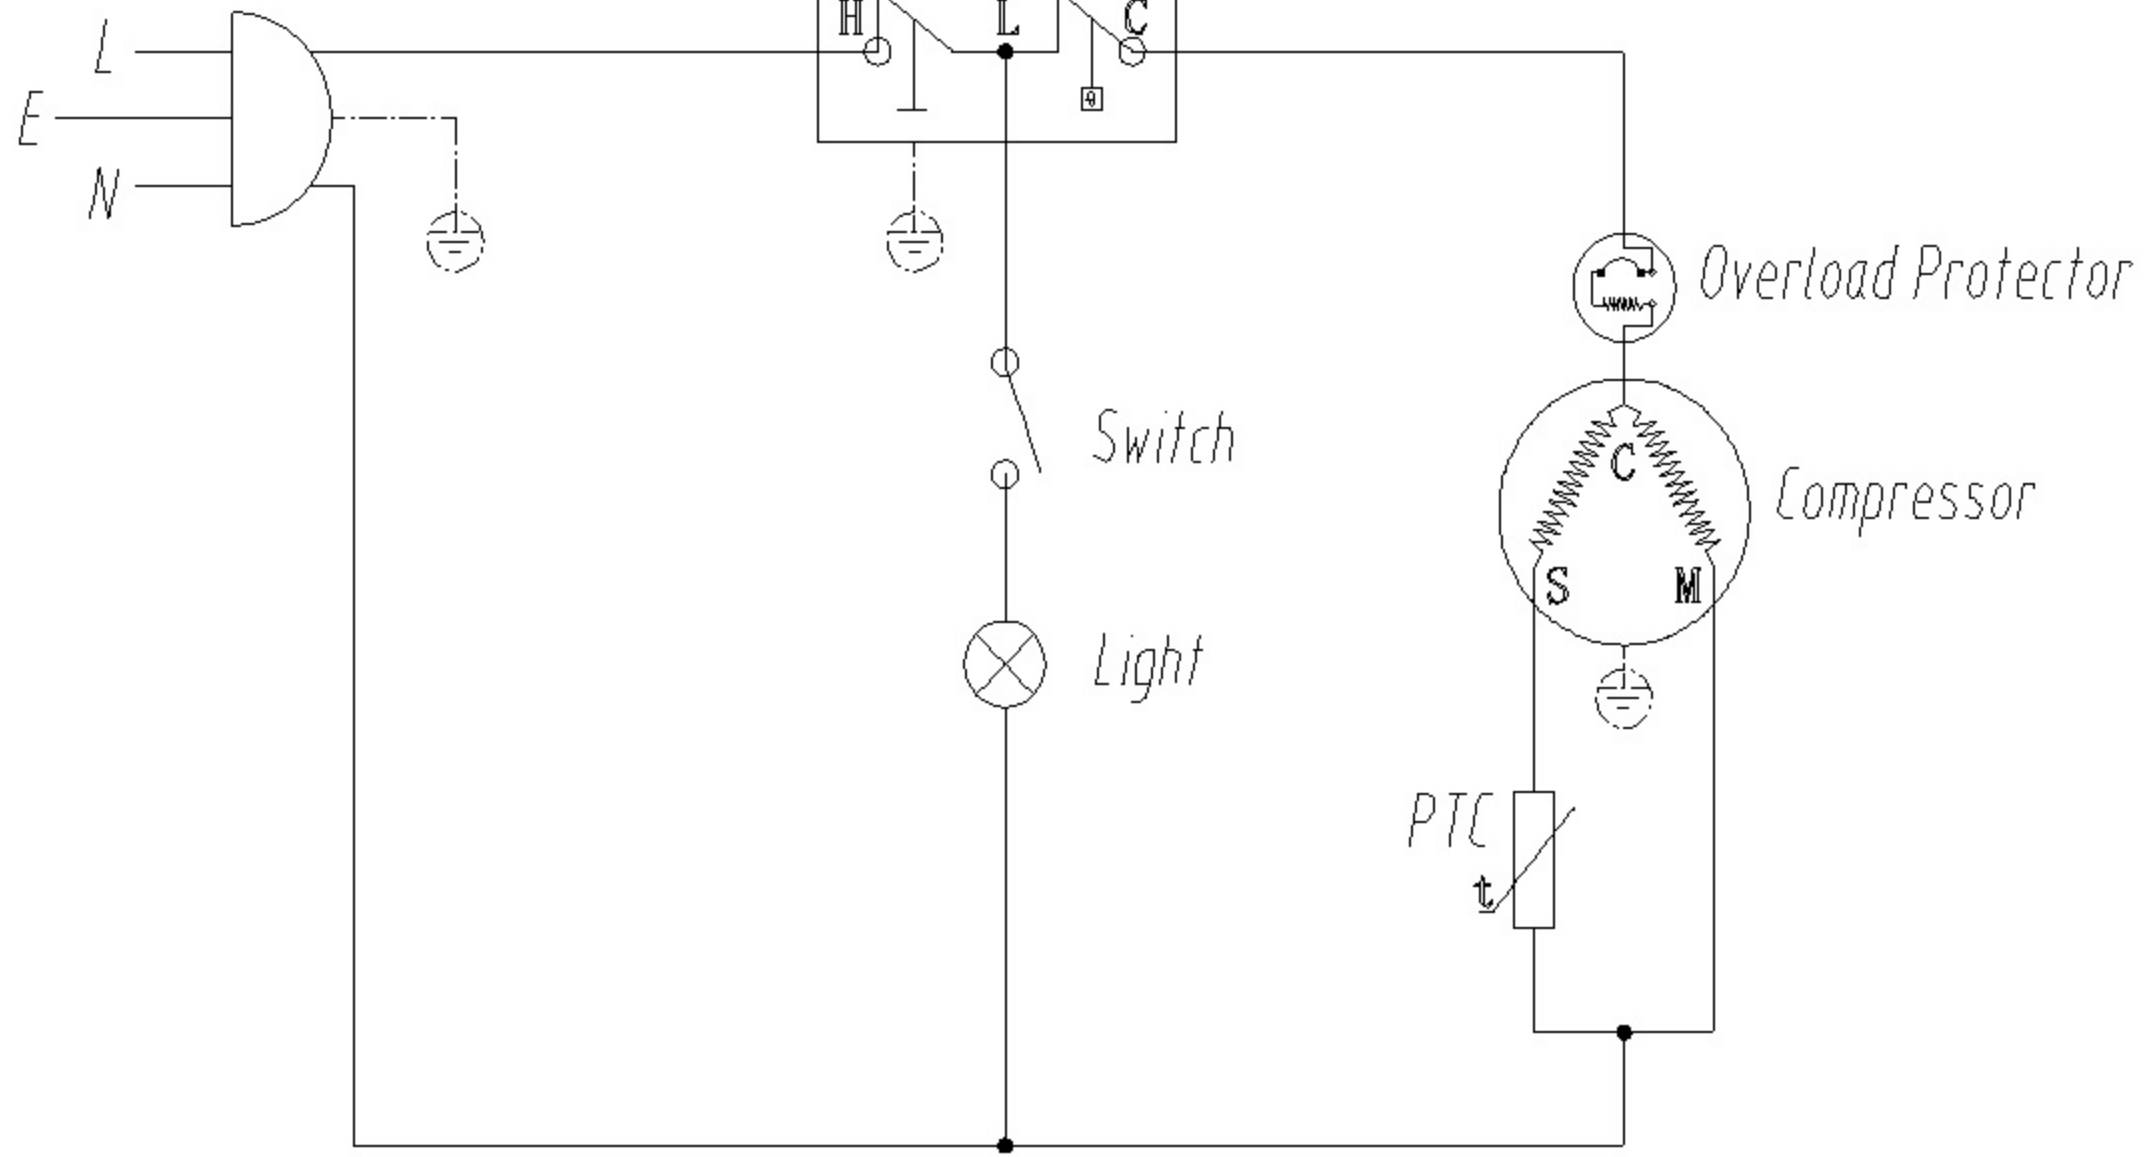 H L C
L
E
N
θ
Overload Protector
Switch
C
Compressor
S M
Light
PTC
t